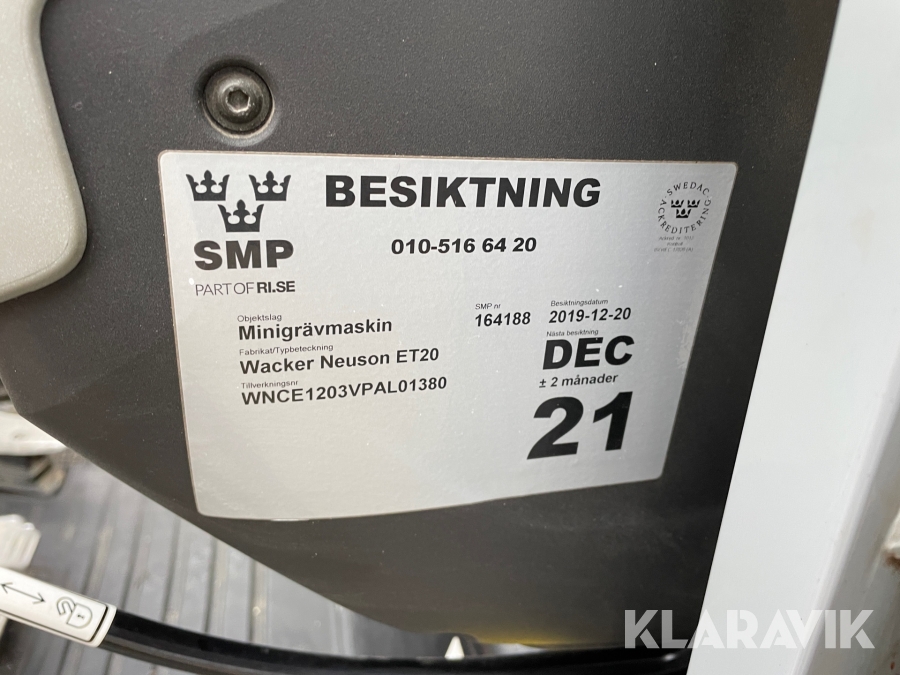 BESIKTNING
SMP
PART OF RI.SE
010-516 64 20
SWEDAC
ACKREDITERING
Objektslag
Minigrävmaskin
Fabrikat/Typbeteckning
Wacker Neuson ET20
Tillverkningsnr
WNCE1203VPAL01380
SMP nr
164188
Besiktningsdatum
2019-12-20
Nästa besiktning
DEC
± 2 månader
21
KLARAVIK